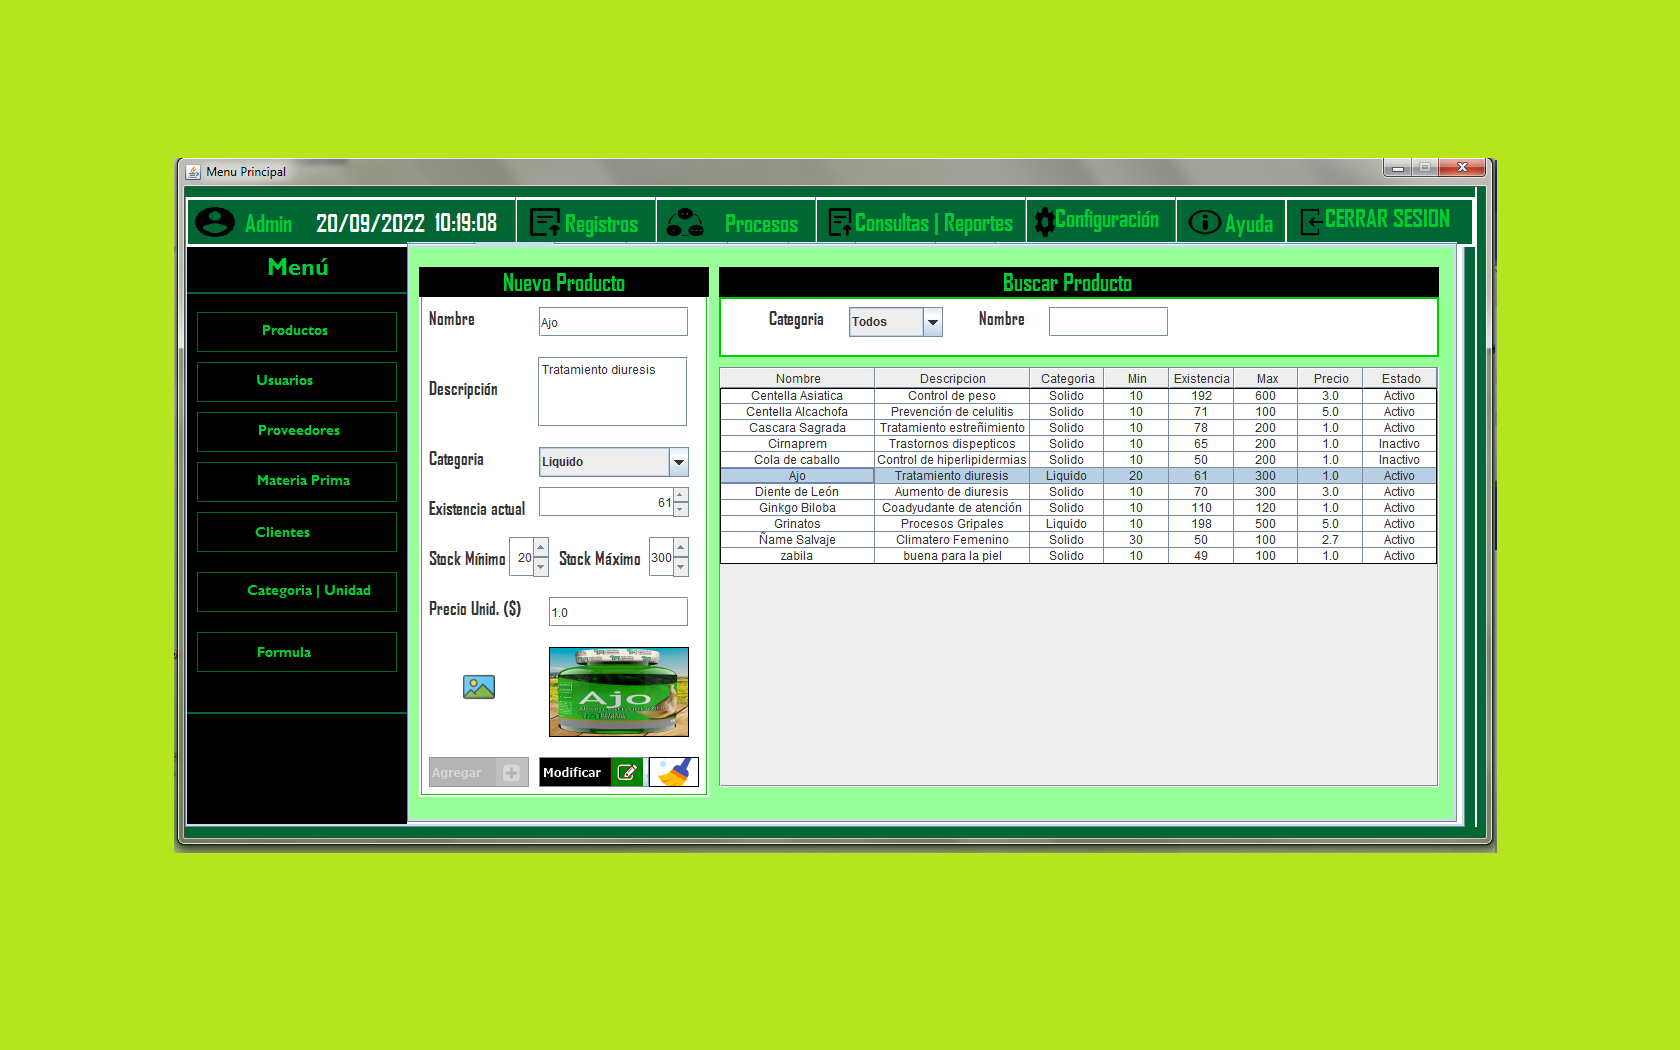 Menu Principal
Admin 20/09/2022 10:19:08 Registros Procesos Consultas | Reportes Configuración Ayuda CERRAR SESION
Menú
Productos
Usuarios
Proveedores
Materia Prima
Clientes
Categoria | Unidad
Formula
Nuevo Producto
Nombre Ajo
Descripción Tratamiento diuresis
Categoria Liquido
Existencia actual 61
Stock Mínimo 20 Stock Máximo 300
Precio Unid. ($) 1.0
Ajo
Agregar Modificar
Buscar Producto
Categoria Todos Nombre
Nombre Descripcion Categoria Min Existencia Max Precio Estado
Centella Asiatica Control de peso Solido 10 192 600 3.0 Activo
Centella Alcachofa Prevención de celulitis Solido 10 71 100 5.0 Activo
Cascara Sagrada Tratamiento estreñimiento Solido 10 78 200 1.0 Activo
Cirnaprem Trastornos dispepticos Solido 10 65 200 1.0 Inactivo
Cola de caballo Control de hiperlipidermias Solido 10 50 200 1.0 Inactivo
Ajo Tratamiento diuresis Liquido 20 61 300 1.0 Activo
Diente de León Aumento de diuresis Solido 10 70 300 3.0 Activo
Ginkgo Biloba Coadyudante de atención Solido 10 110 120 1.0 Activo
Grinatos Procesos Gripales Liquido 10 198 500 5.0 Activo
Ñame Salvaje Climatero Femenino Solido 30 50 100 2.7 Activo
zabila buena para la piel Solido 10 49 100 1.0 Activo